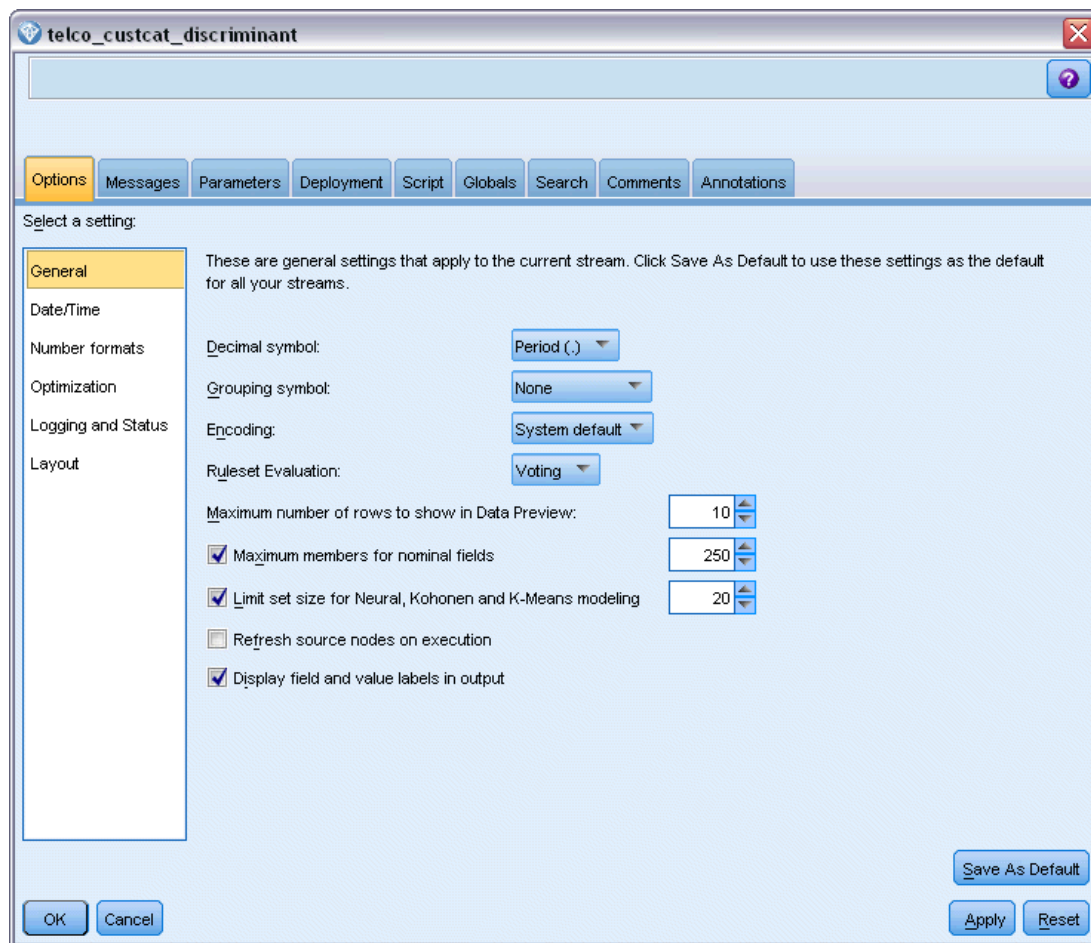 telco_custcat_discriminant
?
Options
Messages
Parameters
Deployment
Script
Globals
Search
Comments
Annotations
Select a setting:
General
Date/Time
Number formats
Optimization
Logging and Status
Layout
These are general settings that apply to the current stream. Click Save As Default to use these settings as the default
for all your streams.
Decimal symbol: Period (.)
Grouping symbol: None
Encoding: System default
Ruleset Evaluation: Voting
Maximum number of rows to show in Data Preview: 10
Maximum members for nominal fields 250
Limit set size for Neural, Kohonen and K-Means modeling 20
Refresh source nodes on execution
Display field and value labels in output
Save As Default
OK Cancel Apply Reset